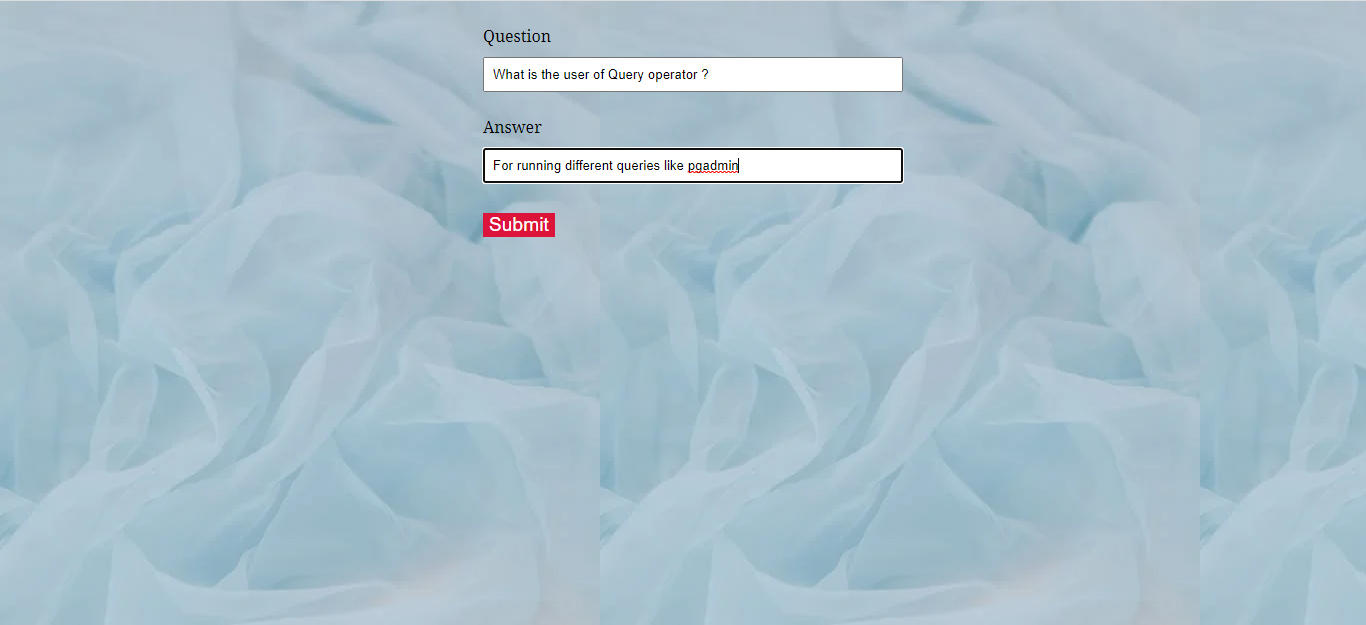 Question
What is the user of Query operator ?
Answer
For running different queries like pgadmin
Submit